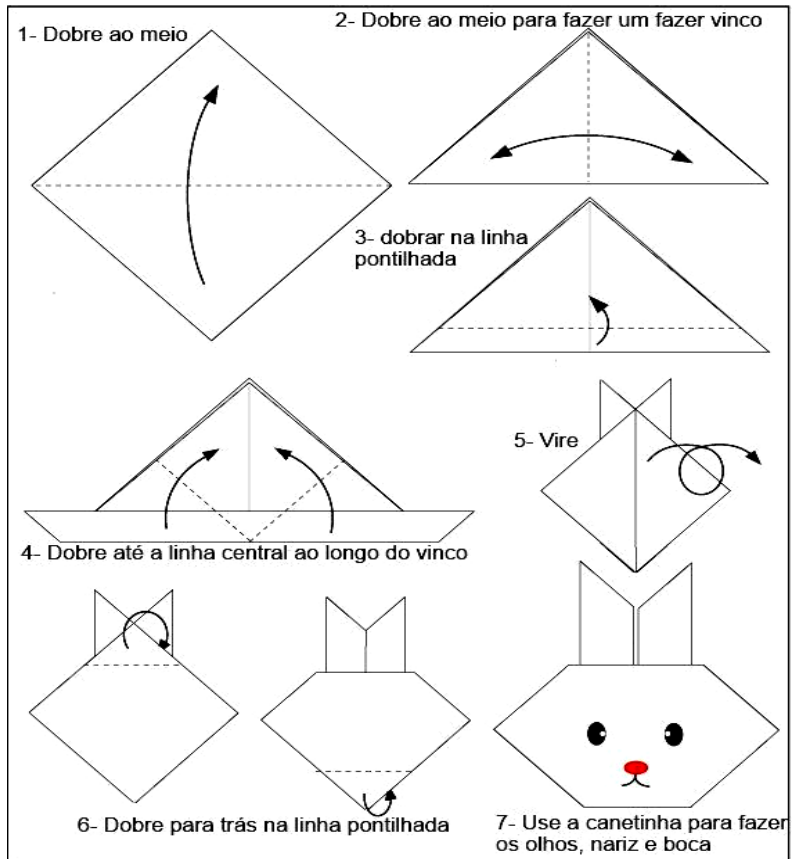 1- Dobre ao meio
2- Dobre ao meio para fazer um fazer vinco
3- dobrar na linha
pontilhada
4- Dobre até a linha central ao longo do vinco
5- Vire
6- Dobre para trás na linha pontilhada
7- Use a canetinha para fazer
os olhos, nariz e boca